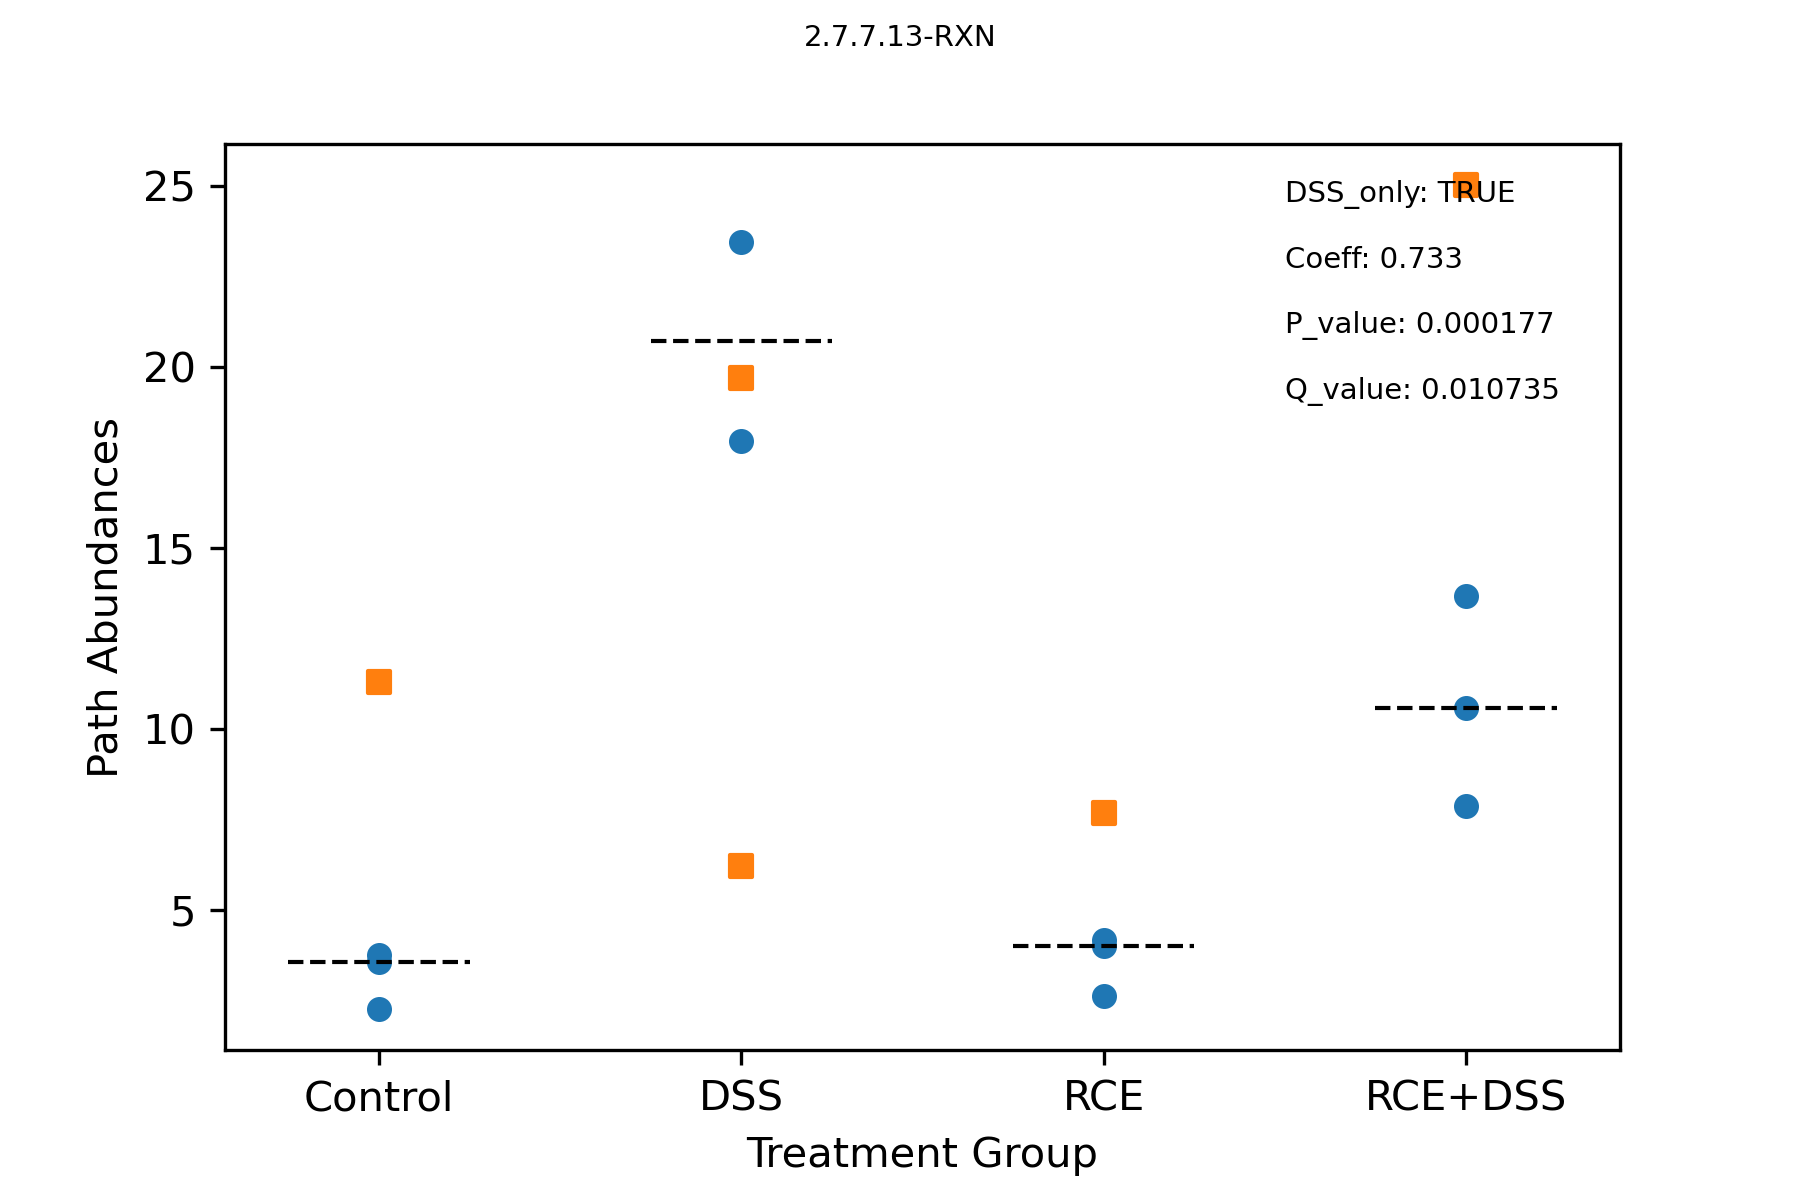 2.7.7.13-RXN
25
20
15
10
5
Path Abundances
DSS_only: TRUE
Coeff: 0.733
P_value: 0.000177
Q_value: 0.010735
Control
DSS
RCE
RCE+DSS
Treatment Group